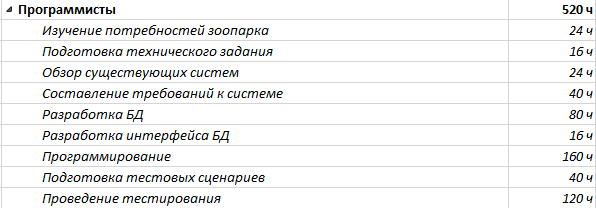 Программисты 520 ч
Изучение потребностей зоопарка 24 ч
Подготовка технического задания 16 ч
Обзор существующих систем 24 ч
Составление требований к системе 40 ч
Разработка БД 80 ч
Разработка интерфейса БД 16 ч
Программирование 160 ч
Подготовка тестовых сценариев 40 ч
Проведение тестирования 120 ч